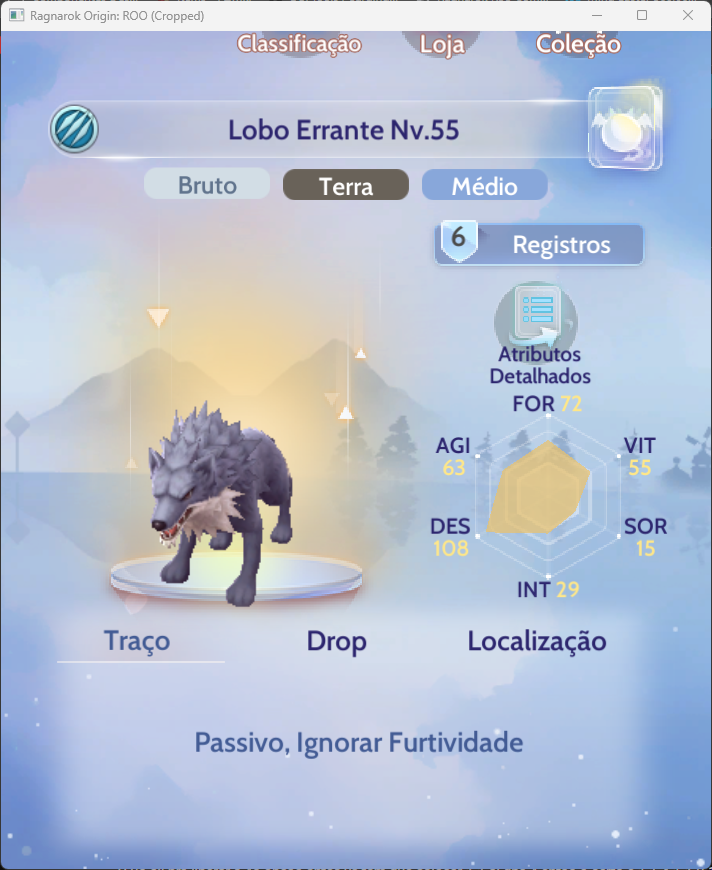 Ragnarok Origin: ROO (Cropped)
Classificação Loja Coleção
Lobo Errante Nv.55
Bruto Terra Médio
6 Registros
Atributos
Detalhados
FOR 72
AGI VIT
63 55
DES SOR
108 15
INT 29
Traço Drop Localização
Passivo, Ignorar Furtividade